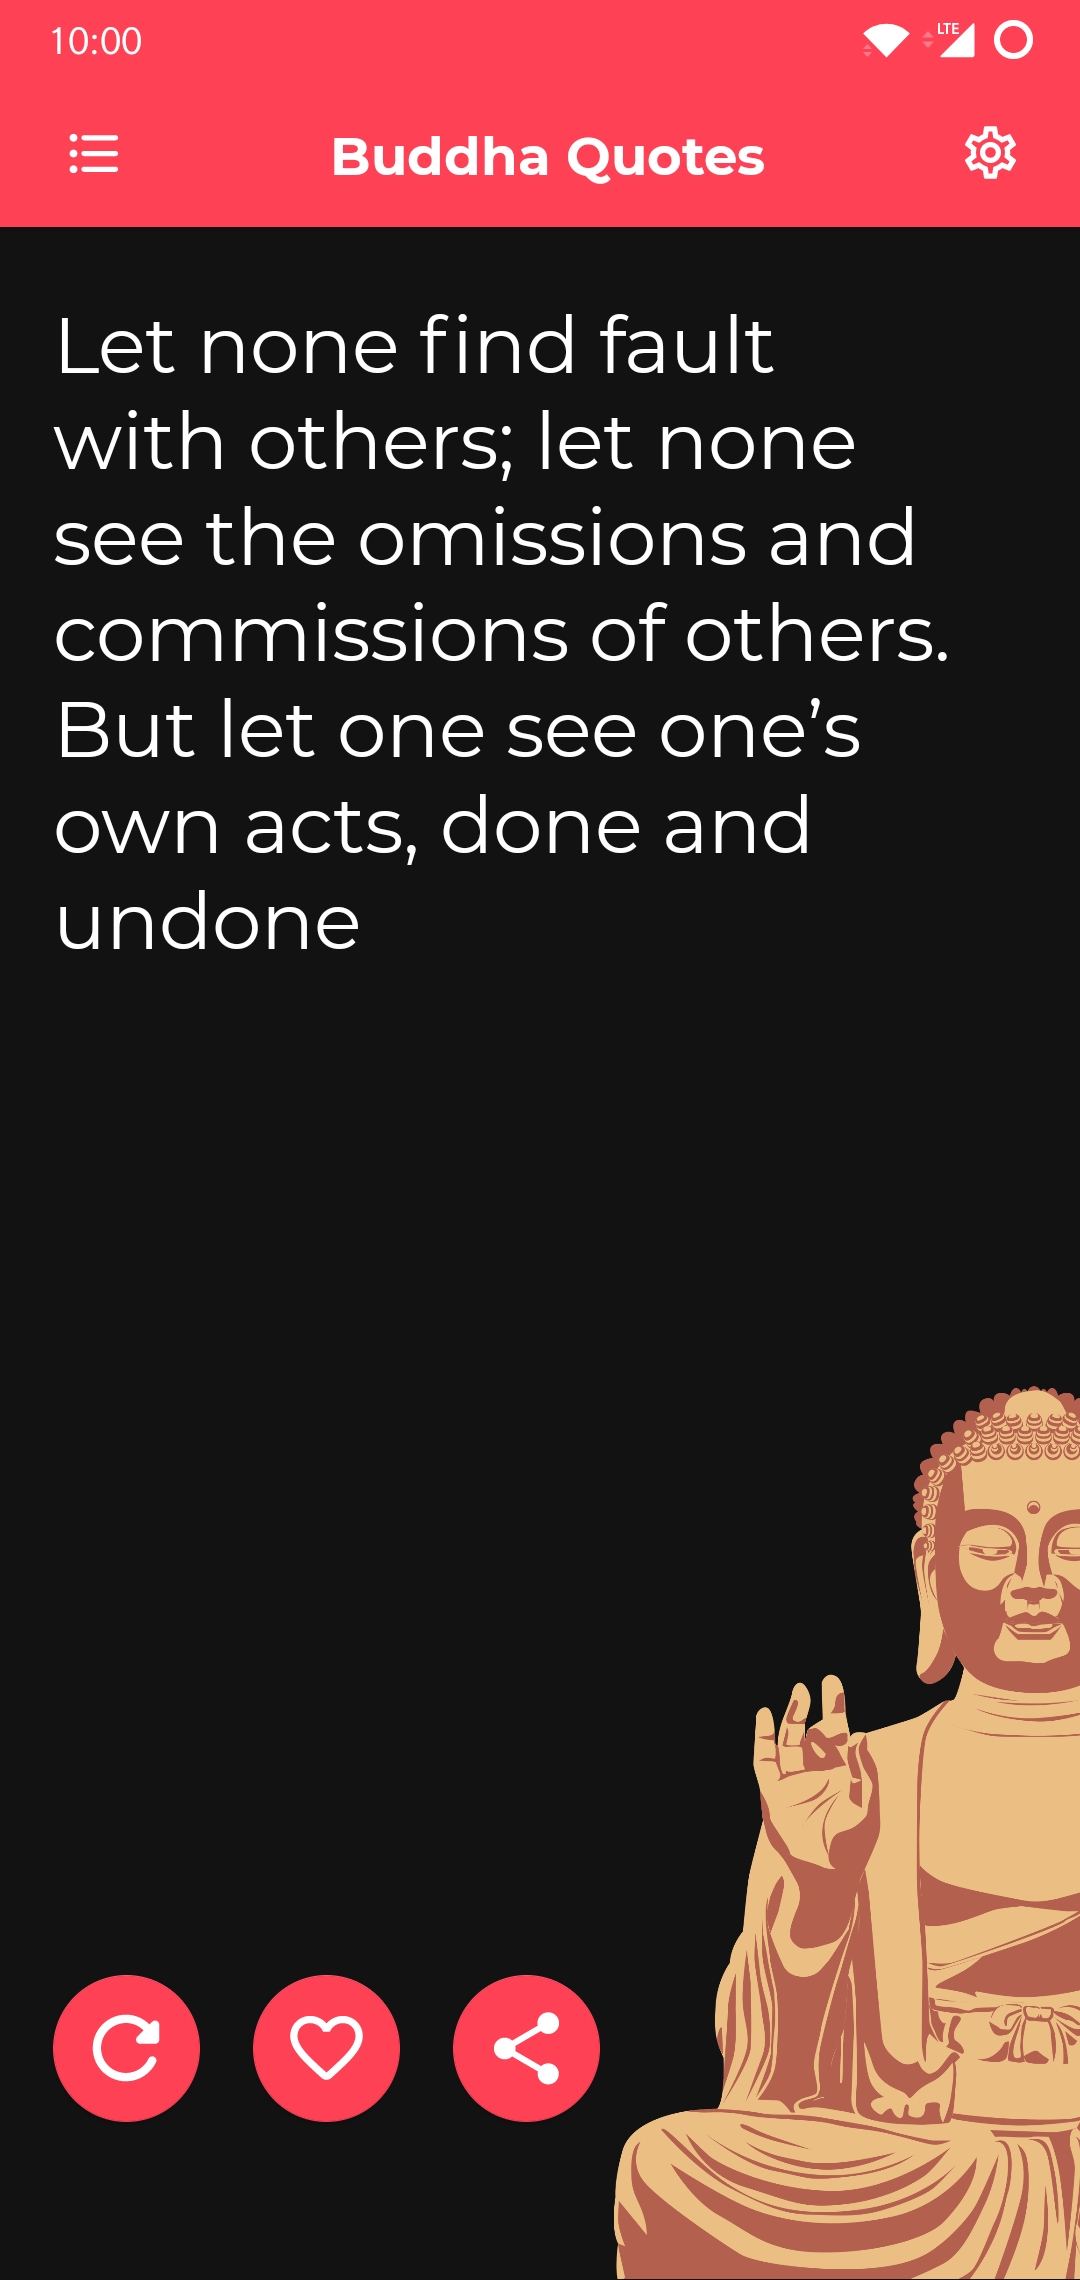 10:00
LTE
Buddha Quotes
Let none find fault
with others; let none
see the omissions and
commissions of others.
But let one see one’s
own acts, done and
undone